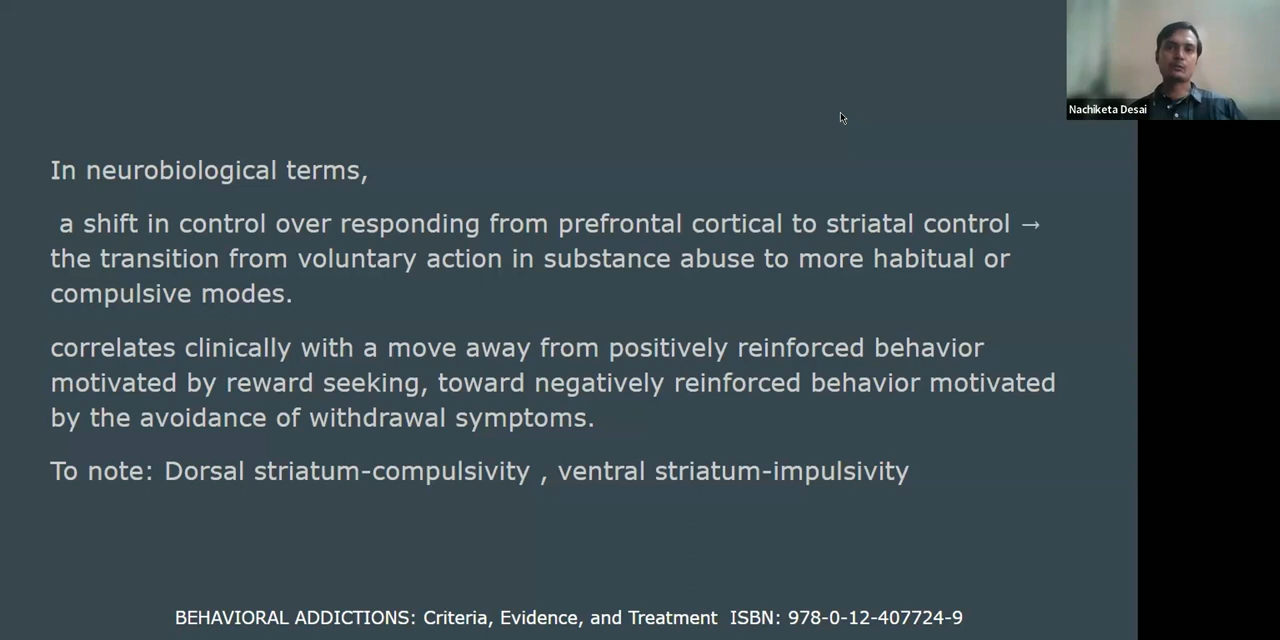 Nachiketa Desai
In neurobiological terms,
a shift in control over responding from prefrontal cortical to striatal control →
the transition from voluntary action in substance abuse to more habitual or
compulsive modes.
correlates clinically with a move away from positively reinforced behavior
motivated by reward seeking, toward negatively reinforced behavior motivated
by the avoidance of withdrawal symptoms.
To note: Dorsal striatum-compulsivity , ventral striatum-impulsivity
BEHAVIORAL ADDICTIONS: Criteria, Evidence, and Treatment ISBN: 978-0-12-407724-9